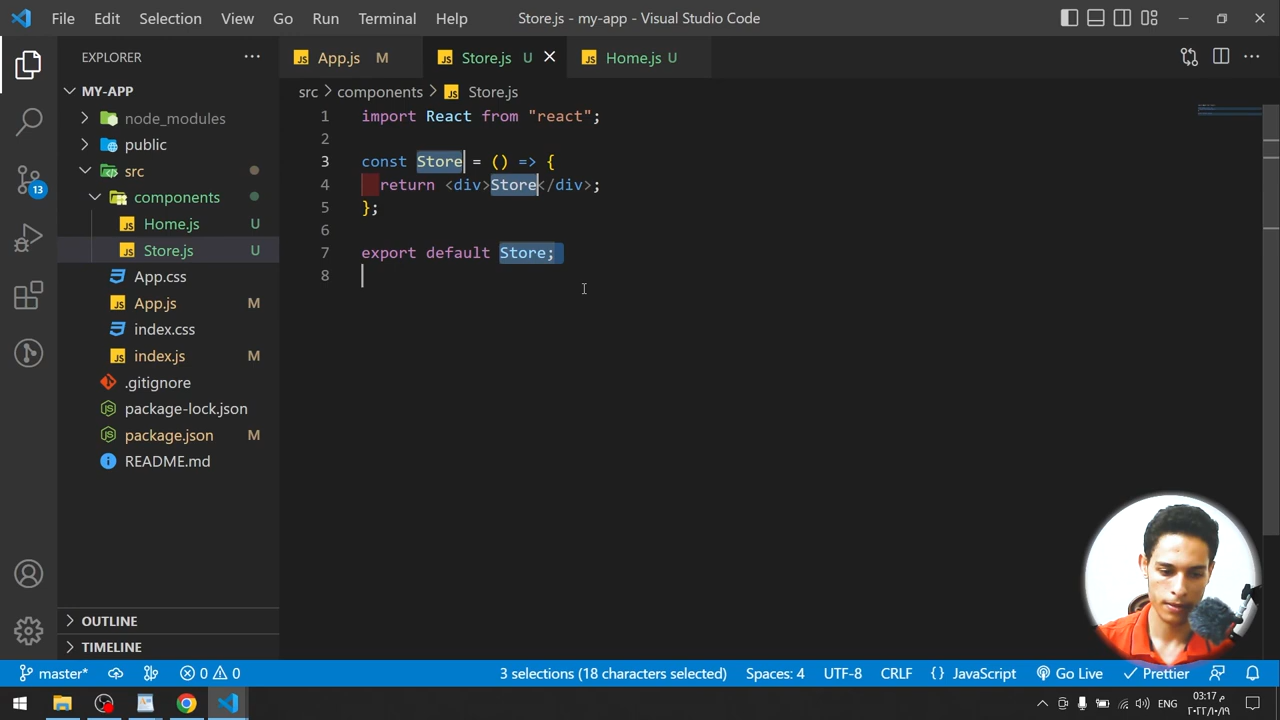 File Edit Selection View Go Run Terminal Help Store.js - my-app - Visual Studio Code
EXPLORER
App.js M Store.js U Home.js U
src components Store.js
MY-APP
node_modules
public
src
components
Home.js U
Store.js U
App.css
App.js M
index.css
index.js M
.gitignore
package-lock.json
package.json M
README.md
13
1 import React from "react";
2
3 const Store = () => {
4 return <div>Store</div>;
5 };
6
7 export default Store;
8
OUTLINE
TIMELINE
master* 0 0 3 selections (18 characters selected) Spaces: 4 UTF-8 CRLF {} JavaScript Go Live Prettier
ENG
م 03:17